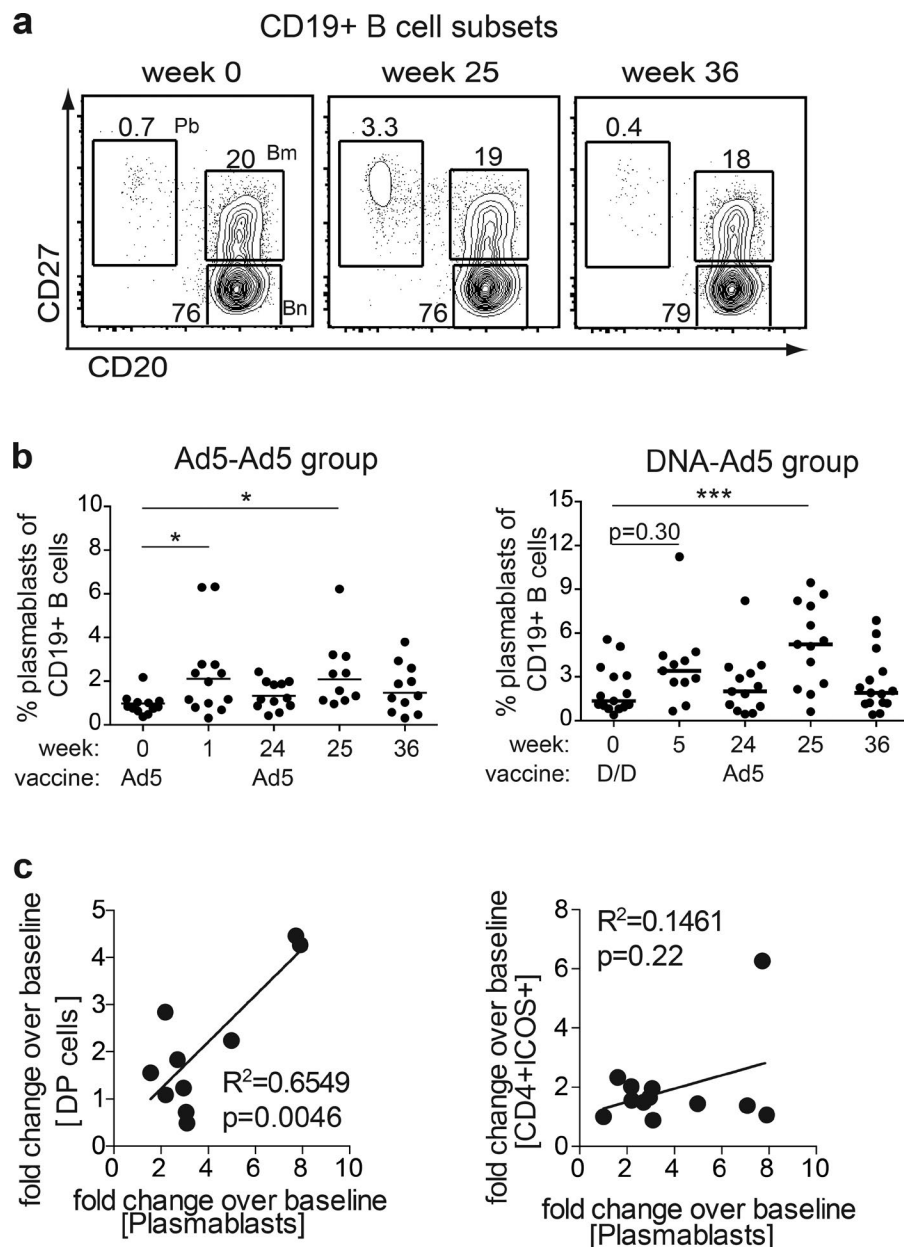 a
CD19+ B cell subsets
week 0
week 25
week 36
0.7 Pb
20 Bm
76 Bn
3.3
19
76
0.4
18
79
CD27
CD20
b
Ad5-Ad5 group
% plasmablasts of
CD19+ B cells
10
8
6
4
2
0
*
*
week: 0 1 24 25 36
vaccine: Ad5 Ad5
DNA-Ad5 group
% plasmablasts of
CD19+ B cells
15
12
9
6
3
0
***
p=0.30
week: 0 5 24 25 36
vaccine: D/D Ad5
c
fold change over baseline
[DP cells]
5
4
3
2
1
0
R²=0.6549
p=0.0046
0 2 4 6 8 10
fold change over baseline
[Plasmablasts]
fold change over baseline
[CD4+ICOS+]
8
6
4
2
0
R²=0.1461
p=0.22
0 2 4 6 8 10
fold change over baseline
[Plasmablasts]